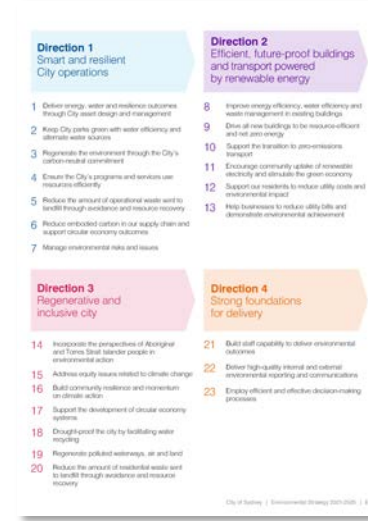 Direction 1
Smart and resilient
City operations
1 Deliver energy, water and resilience outcomes
through City asset design and management
2 Keep City parks green with water efficiency and
alternate water sources
3 Regenerate the environment through the City's
carbon-neutral commitment
4 Ensure the City's programs and services use
resources efficiently
5 Reduce the amount of operational waste sent to
landfill through avoidance and resource recovery
6 Reduce embodied carbon in our supply chain and
support circular economy outcomes
7 Manage environmental risks and issues
Direction 2
Efficient, future-proof buildings
and transport powered
by renewable energy
8 Improve energy efficiency, water efficiency and
waste management in existing buildings
9 Drive all new buildings to be resource-efficient
and net zero energy
10 Support the transition to zero-emissions
transport
11 Encourage community uptake of renewable
electricity and stimulate the green economy
12 Support our residents to reduce utility costs and
environmental impact
13 Help businesses to reduce utility bills and
demonstrate environmental achievement
Direction 3
Regenerative and
inclusive city
14 Incorporate the perspectives of Aboriginal
and Torres Strait Islander people in
environmental action
15 Address equity issues related to climate change
16 Build community resilience and momentum
on climate action
17 Support the development of circular economy
systems
18 Drought-proof the city by facilitating water
recycling
19 Regenerate polluted waterways, air and land
20 Reduce the amount of residential waste sent
to landfill through avoidance and resource
recovery
Direction 4
Strong foundations
for delivery
21 Build staff capability to deliver environmental
outcomes
22 Deliver high-quality internal and external
environmental reporting and communications
23 Employ efficient and effective decision-making
processes
City of Sydney | Environmental Strategy 2021-2025 |